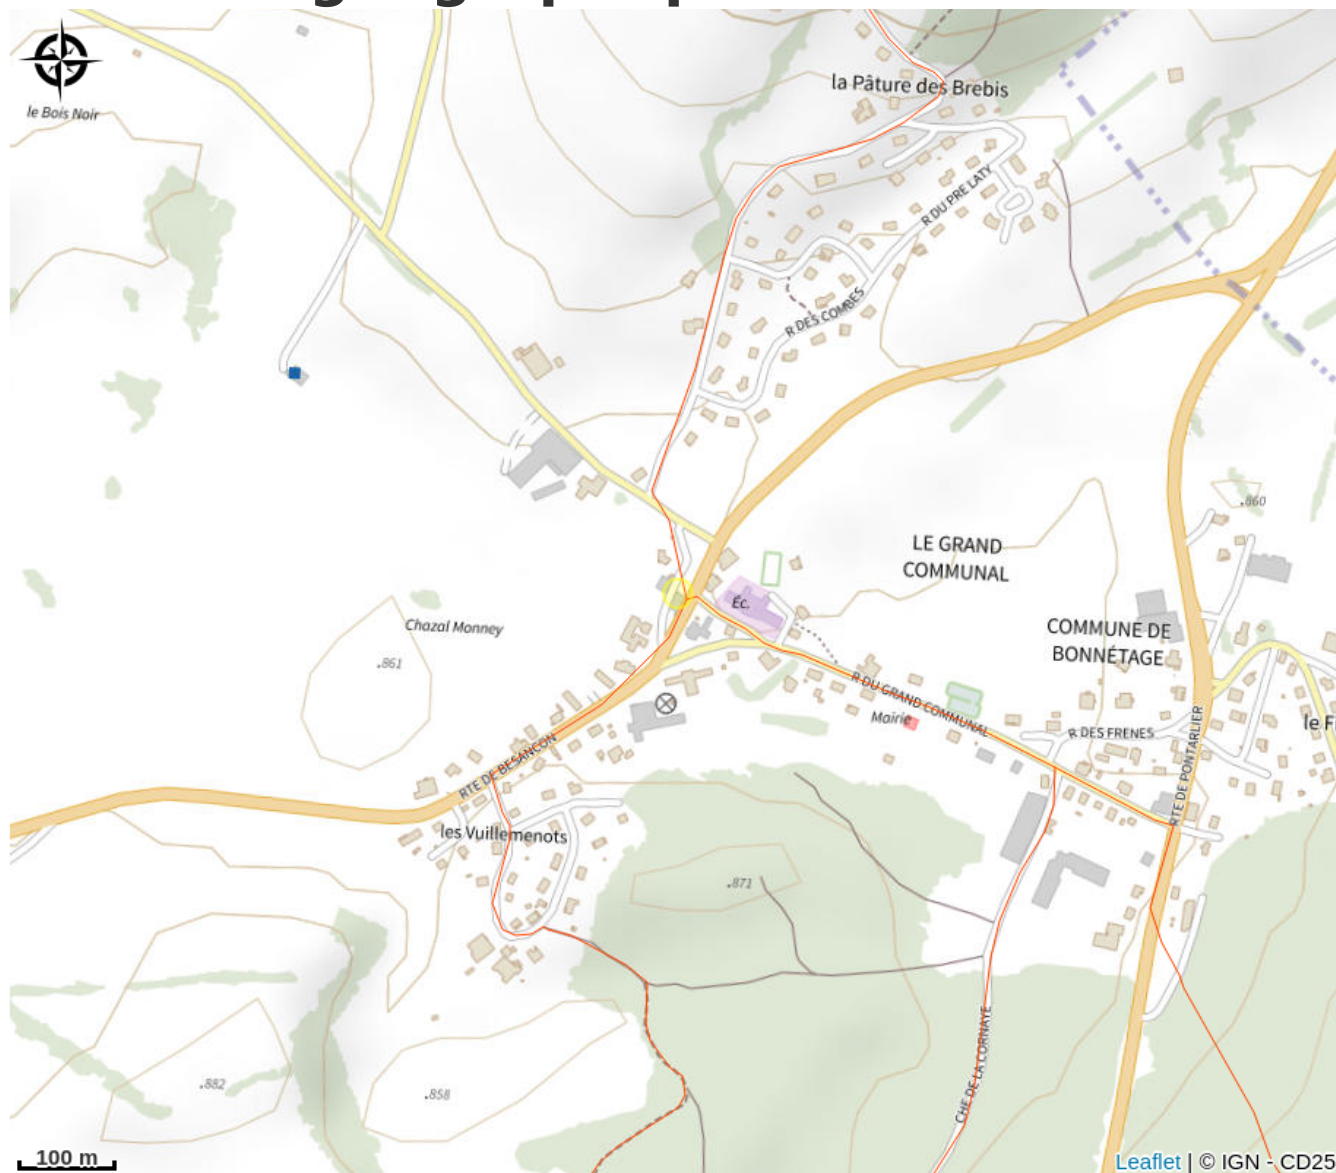 la Pâture des Brebis
le Bois Noir
R DU PRE LATY
R DES COMBES
.860
LE GRAND
COMMUNAL
Éc.
COMMUNE DE
BONNÉTAGE
Chazal Monney
.861
R DU GRAND COMMUNAL
Mairie
R DES FRENES
le F
RTE DE PONTARLIER
RTE DE BESANCON
les Vuillemenots
.871
CHE DE LA CORNAYE
.882
.858
100 m
Leaflet | © IGN - CD25